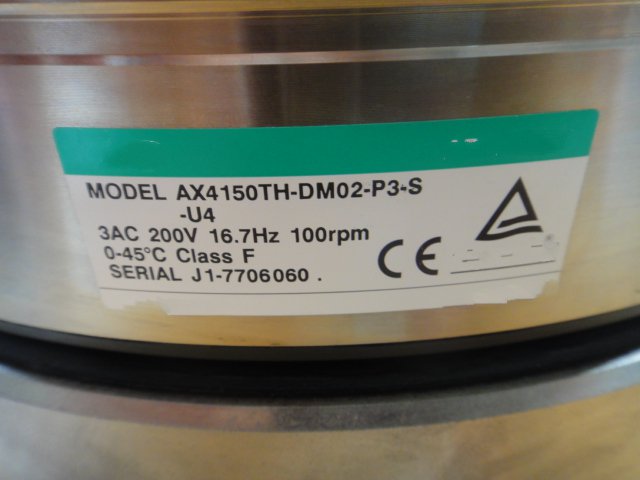 MODEL AX4150TH-DM02-P3-S
-U4
3AC 200V 16.7Hz 100rpm
0-45°C Class F
SERIAL J1-7706060 .
CE